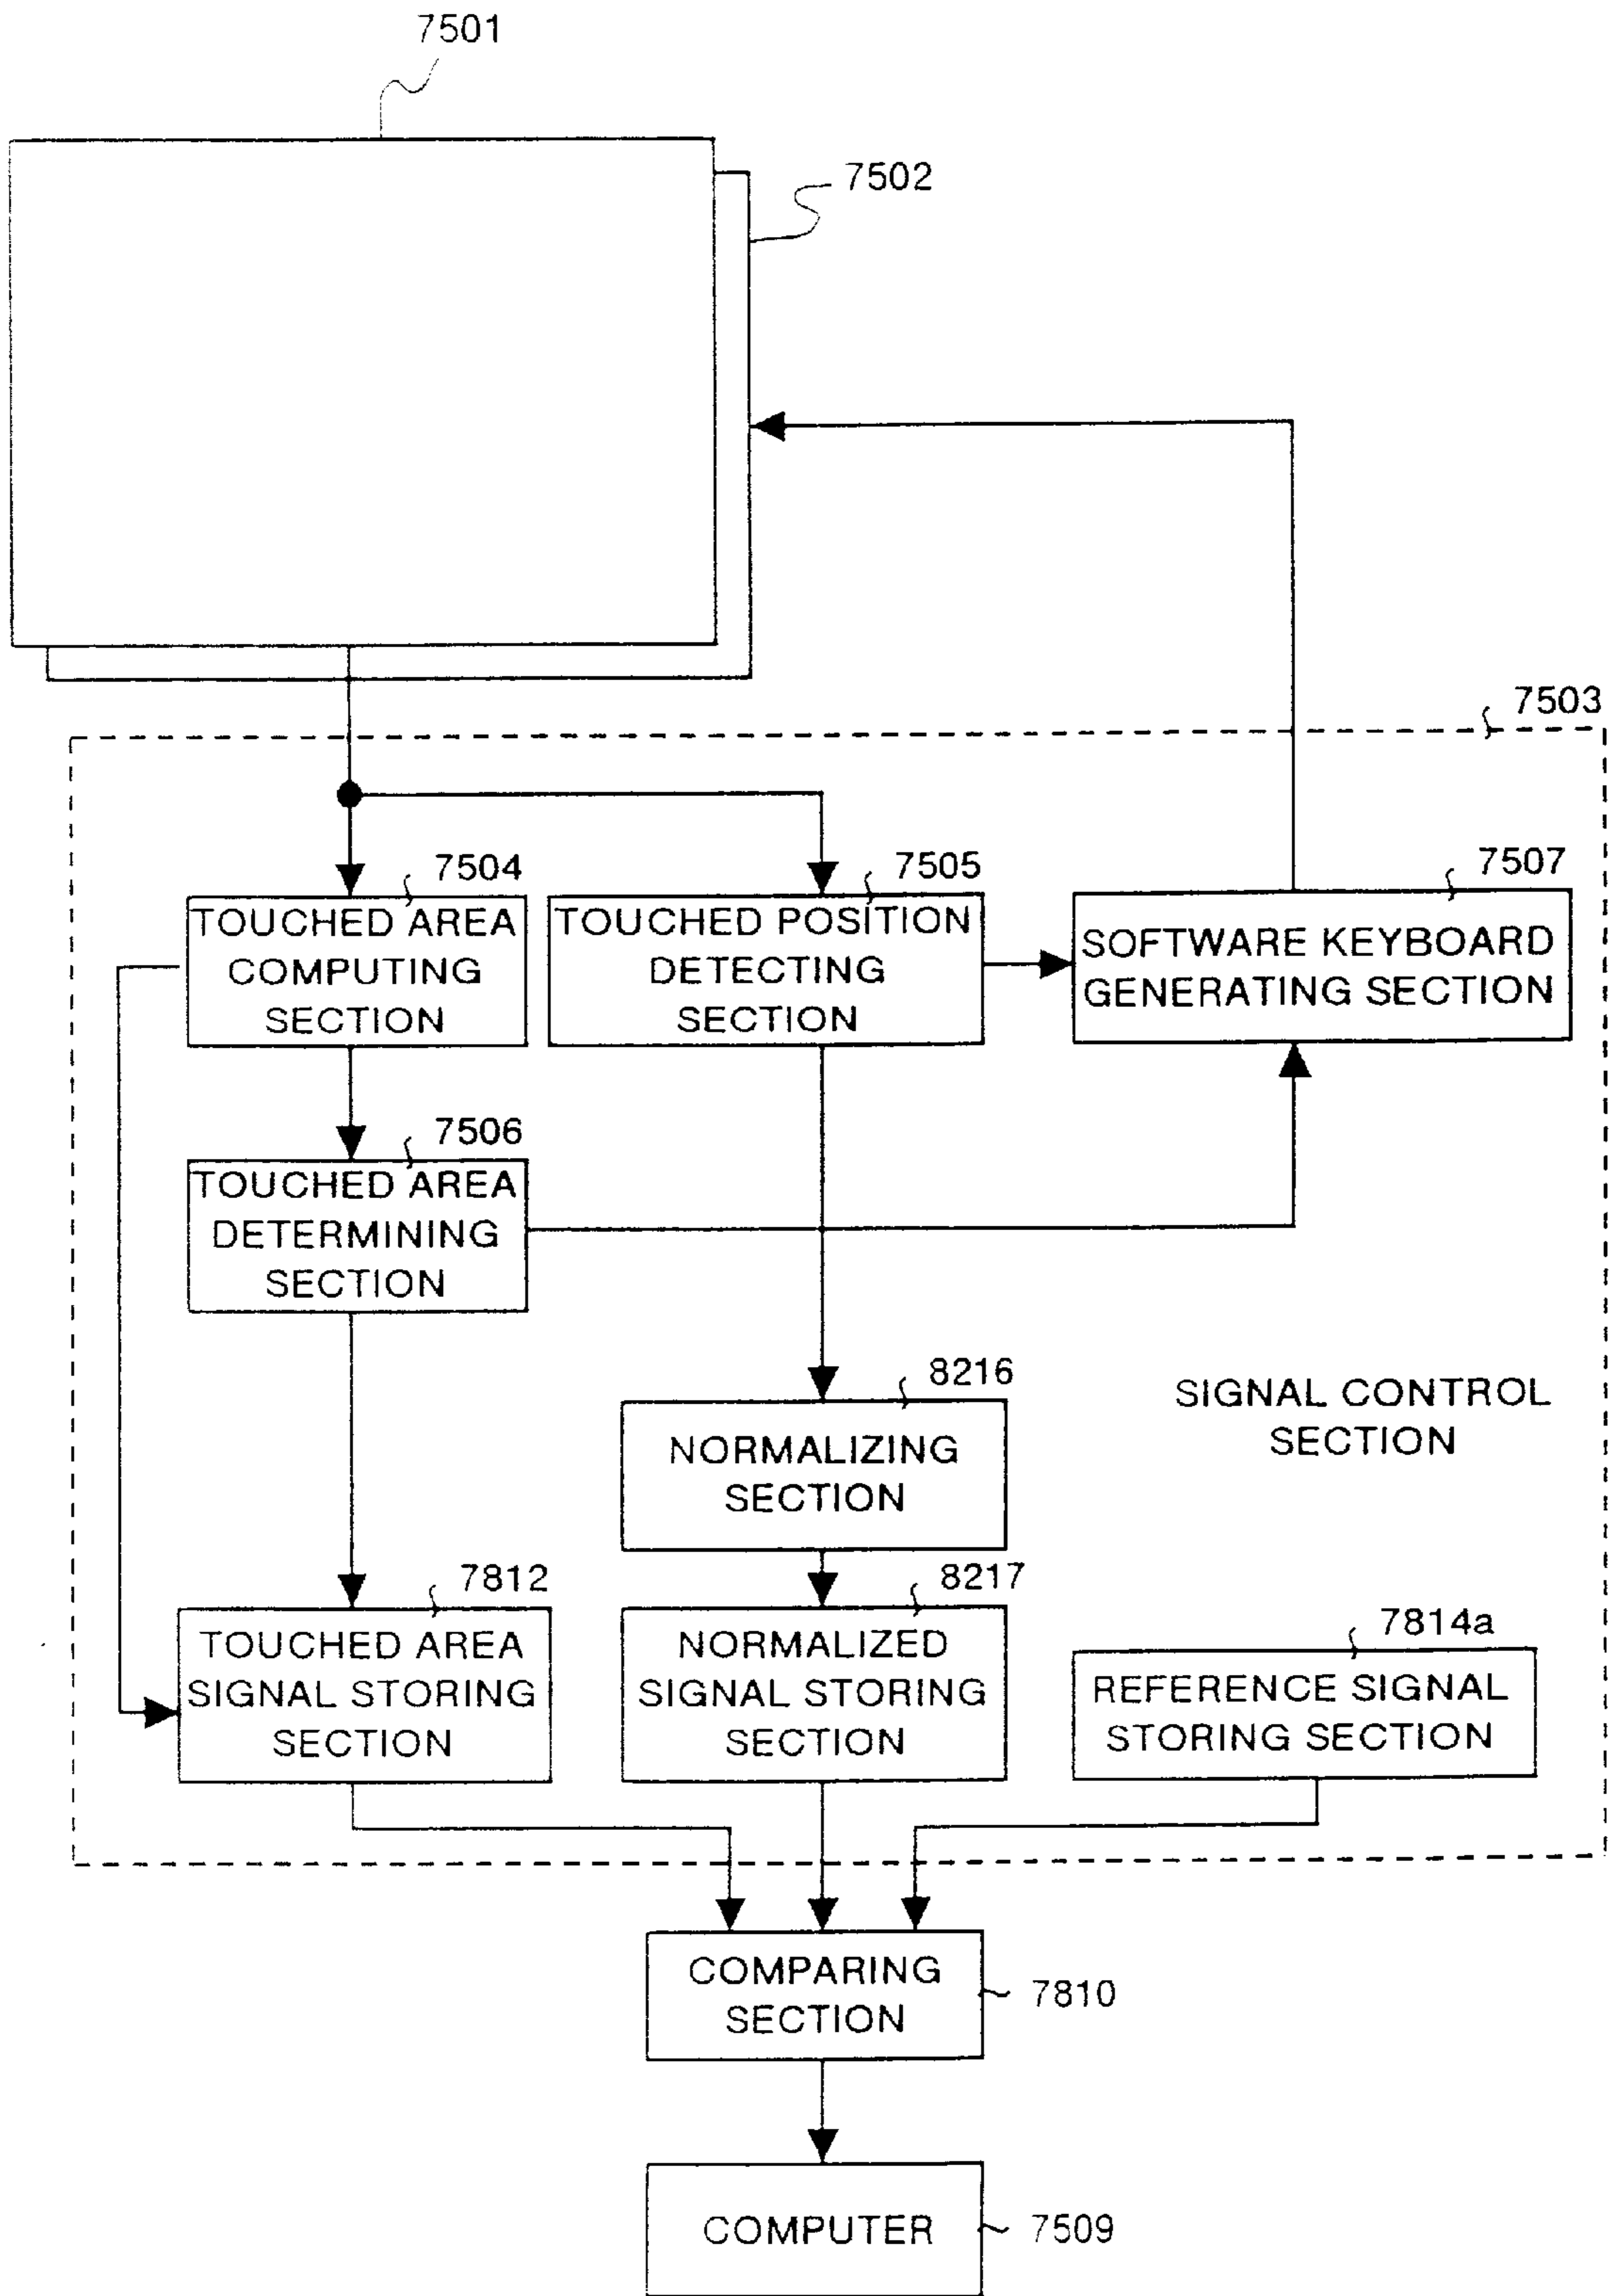 7501
7502
7503
7504
7505
7507
TOUCHED AREA
COMPUTING
SECTION
TOUCHED POSITION
DETECTING
SECTION
SOFTWARE KEYBOARD
GENERATING SECTION
7506
TOUCHED AREA
DETERMINING
SECTION
8216
NORMALIZING
SECTION
SIGNAL CONTROL
SECTION
7812
8217
7814a
TOUCHED AREA
SIGNAL STORING
SECTION
NORMALIZED
SIGNAL STORING
SECTION
REFERENCE SIGNAL
STORING SECTION
COMPARING
SECTION
7810
COMPUTER
7509